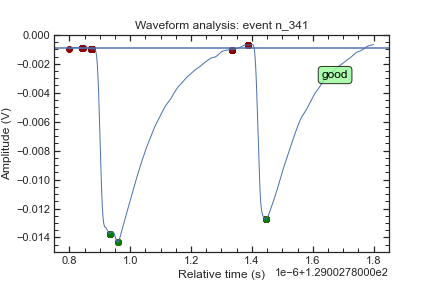 Waveform analysis: event n_341
0.000
−0.002
−0.004
−0.006
−0.008
−0.010
−0.012
−0.014
Amplitude (V)
good
0.8
1.0
1.2
1.4
1.6
1.8
Relative time (s)
1e−6+1.2900278000e2